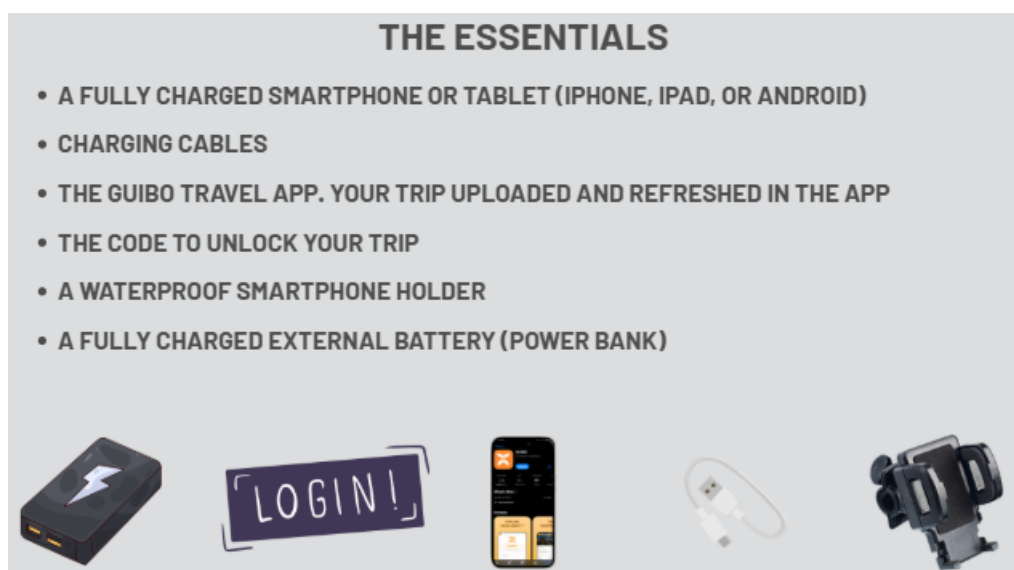 THE ESSENTIALS
• A FULLY CHARGED SMARTPHONE OR TABLET (IPHONE, IPAD, OR ANDROID)
• CHARGING CABLES
• THE GUIBO TRAVEL APP. YOUR TRIP UPLOADED AND REFRESHED IN THE APP
• THE CODE TO UNLOCK YOUR TRIP
• A WATERPROOF SMARTPHONE HOLDER
• A FULLY CHARGED EXTERNAL BATTERY (POWER BANK)
LOGIN!